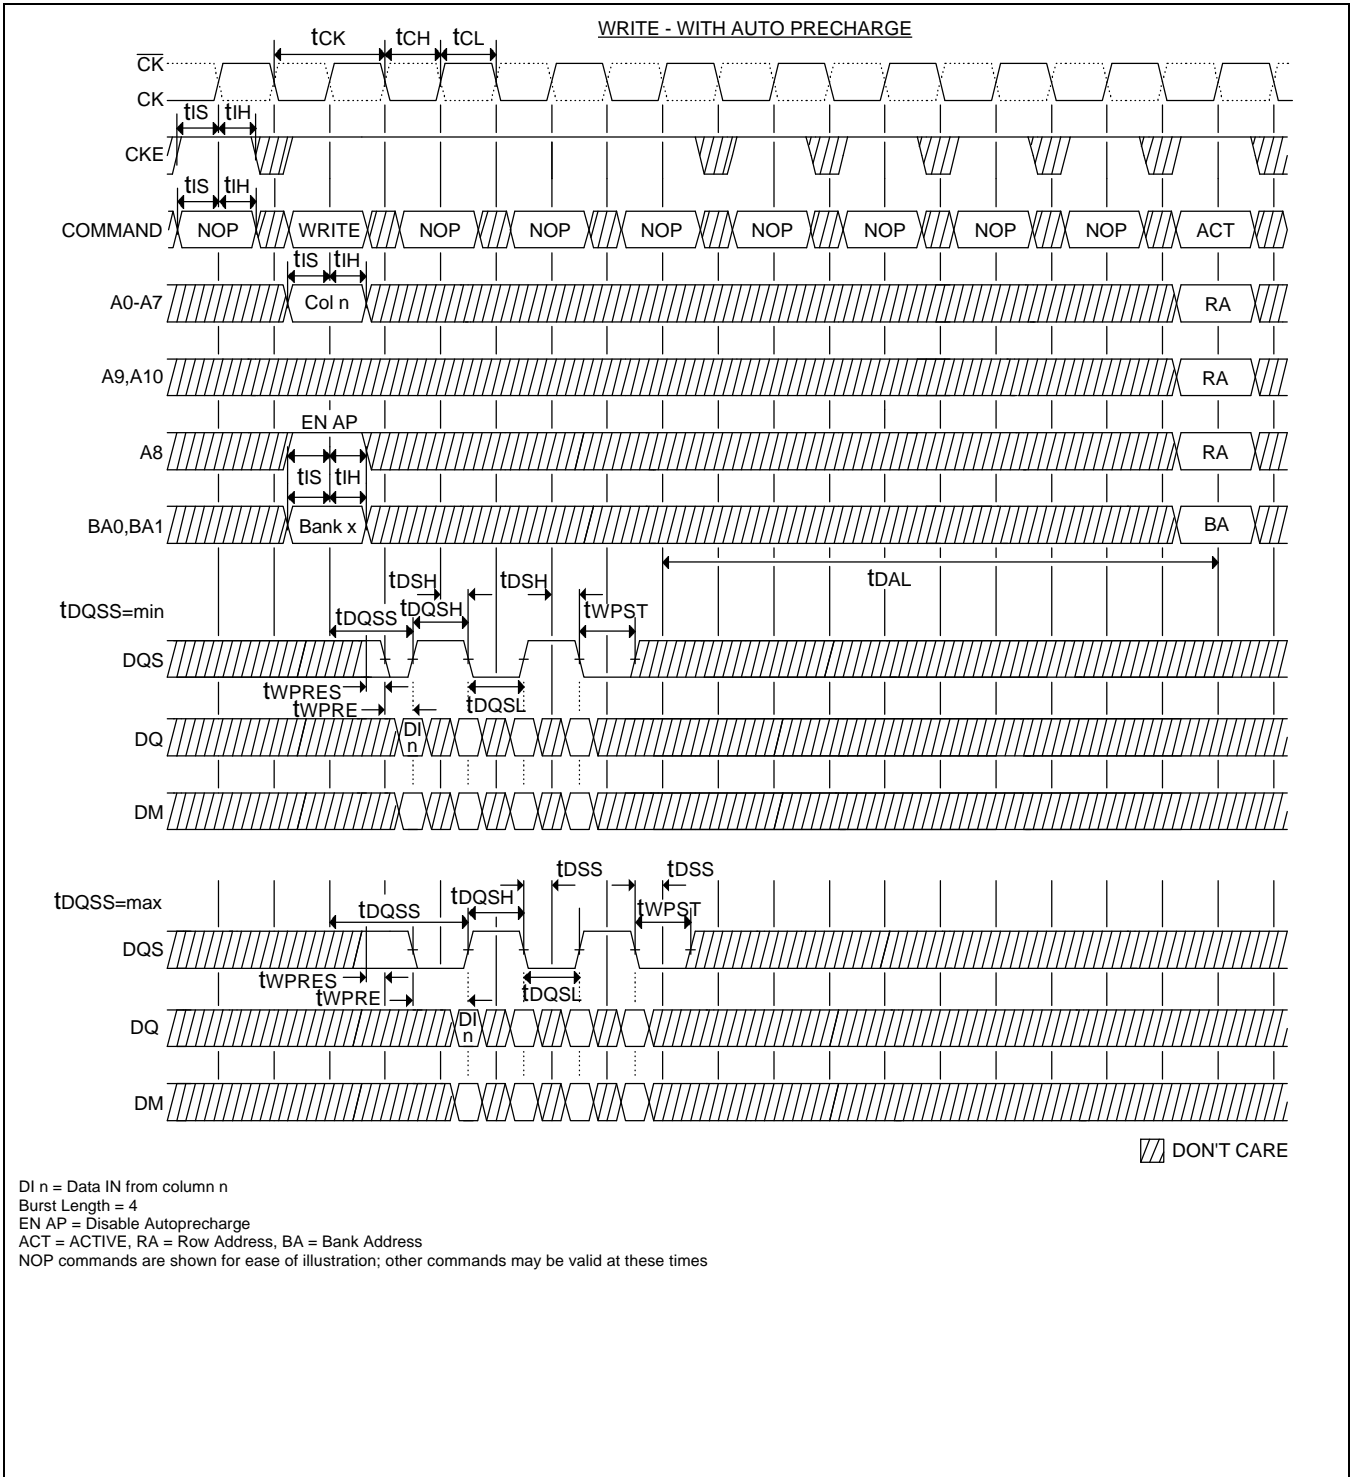 WRITE - WITH AUTO PRECHARGE
tCK tCH tCL
CK
CK
tIS tIH
CKE
tIS tIH
COMMAND NOP WRITE NOP NOP NOP NOP NOP NOP NOP ACT
tIS tIH
A0-A7 Col n RA
A9,A10 RA
EN AP
A8 RA
tIS tIH
BA0,BA1 Bank x BA
tDSH tDSH tDAL
tDQSS=min tDQSS tDQSH tWPST
DQS
tWPRES tDQSL
tWPRE
DQ DI n
DM
tDSS tDSS
tDQSS=max tDQSS tDQSH tWPST
DQS
tWPRES tDQSL
tWPRE
DQ DI n
DM
DON'T CARE
DI n = Data IN from column n
Burst Length = 4
EN AP = Disable Autoprecharge
ACT = ACTIVE, RA = Row Address, BA = Bank Address
NOP commands are shown for ease of illustration; other commands may be valid at these times